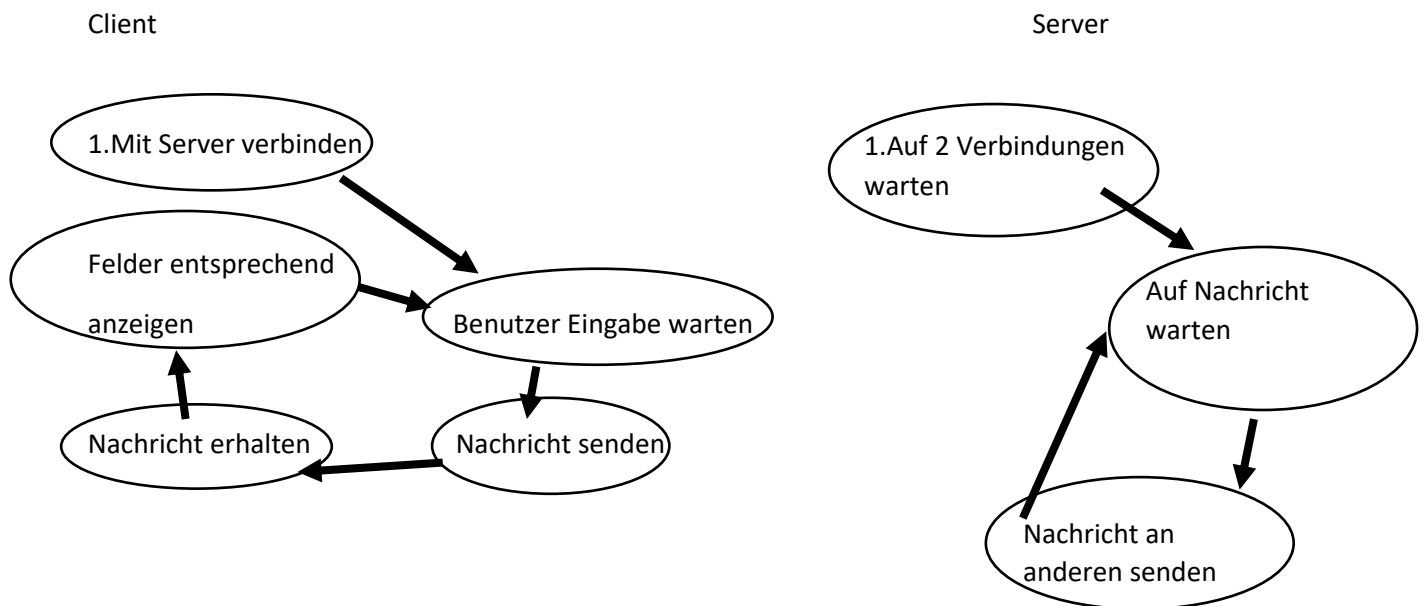 Client
Server
1.Mit Server verbinden
Felder entsprechend
anzeigen
Benutzer Eingabe warten
Nachricht erhalten
Nachricht senden
1.Auf 2 Verbindungen
warten
Auf Nachricht
warten
Nachricht an
anderen senden